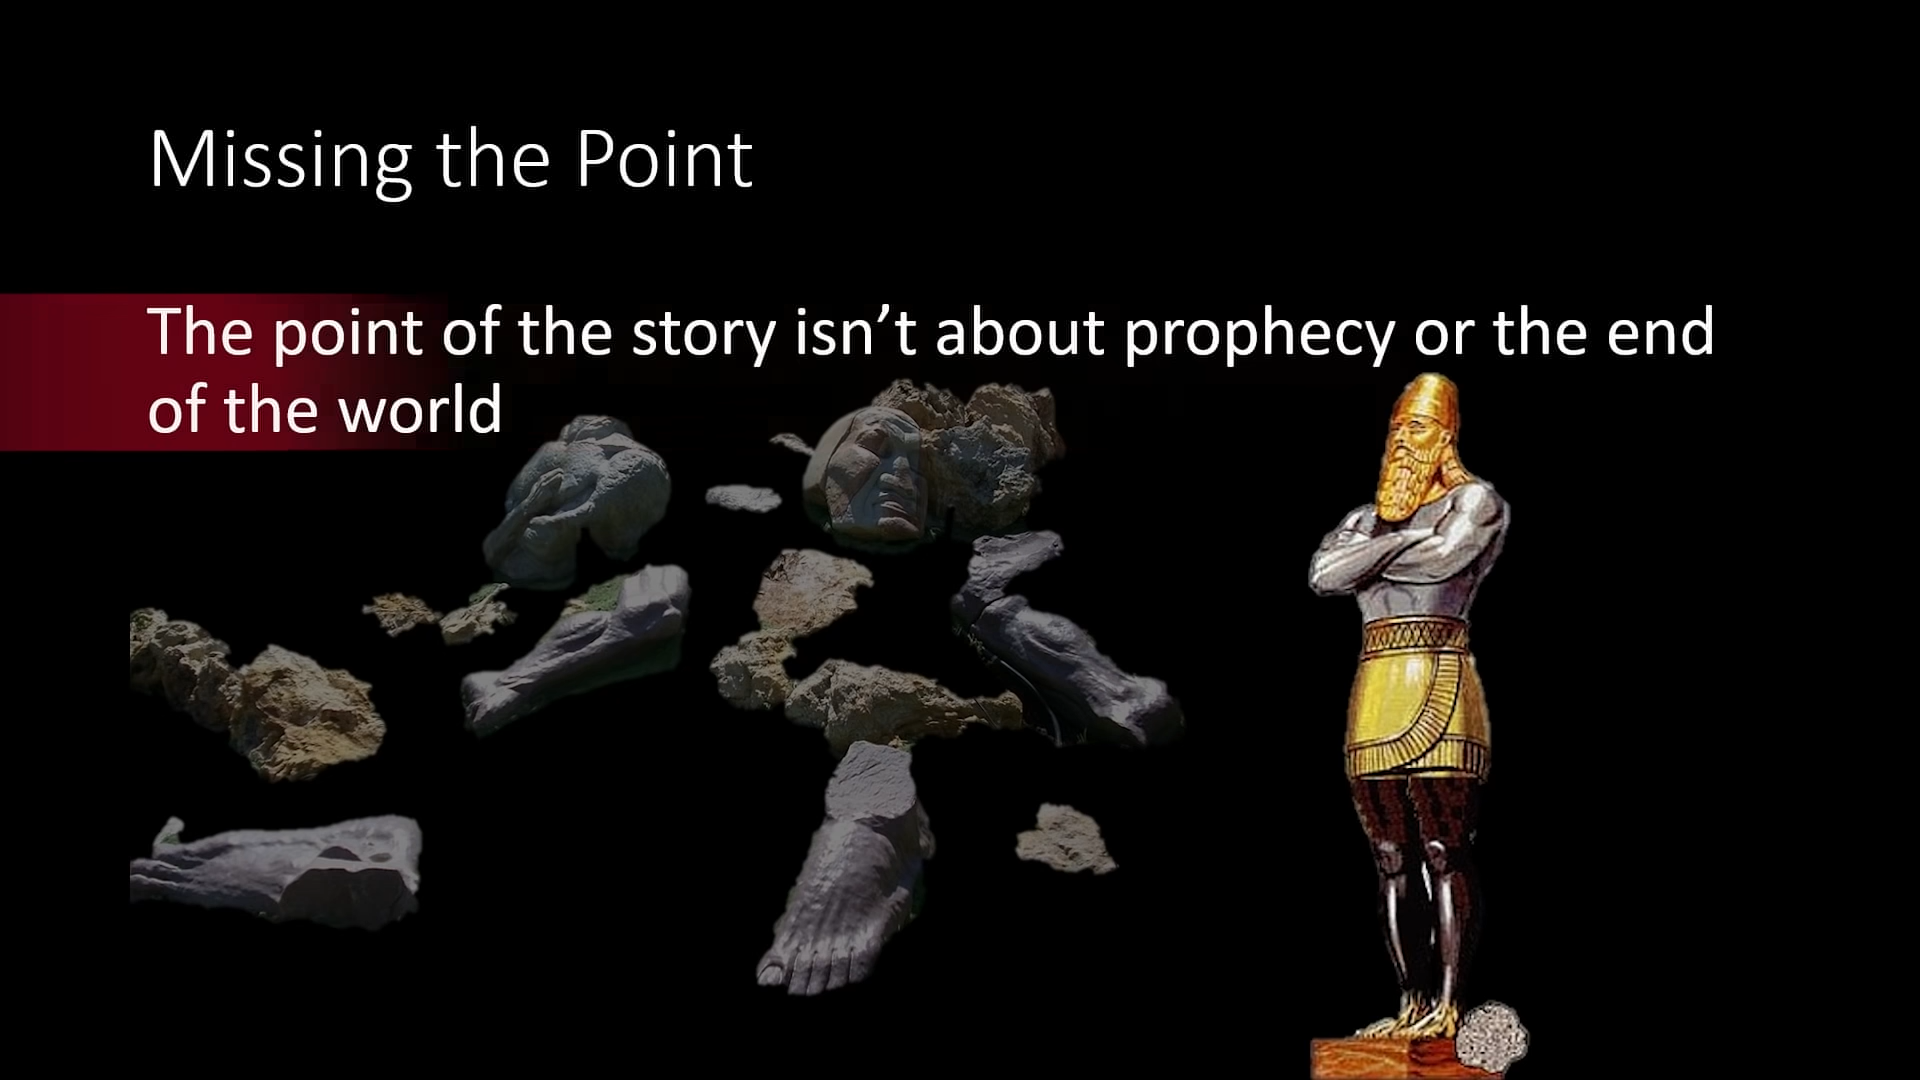 Missing the Point
The point of the story isn’t about prophecy or the end
of the world